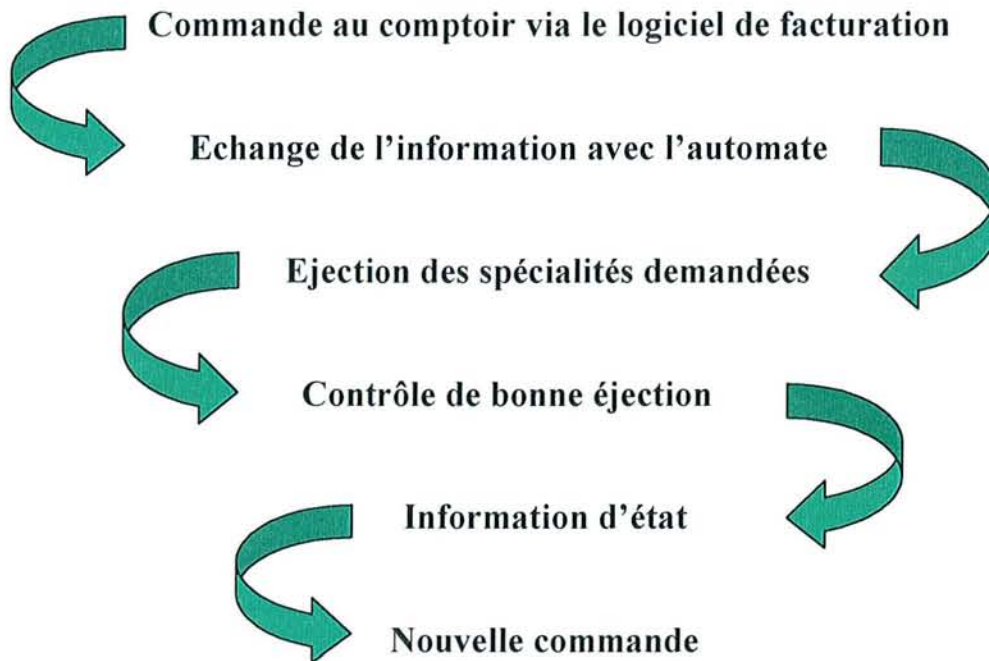 Commande au comptoir via le logiciel de facturation
Echange de l'information avec l'automate
Ejection des spécialités demandées
Contrôle de bonne éjection
Information d'état
Nouvelle commande